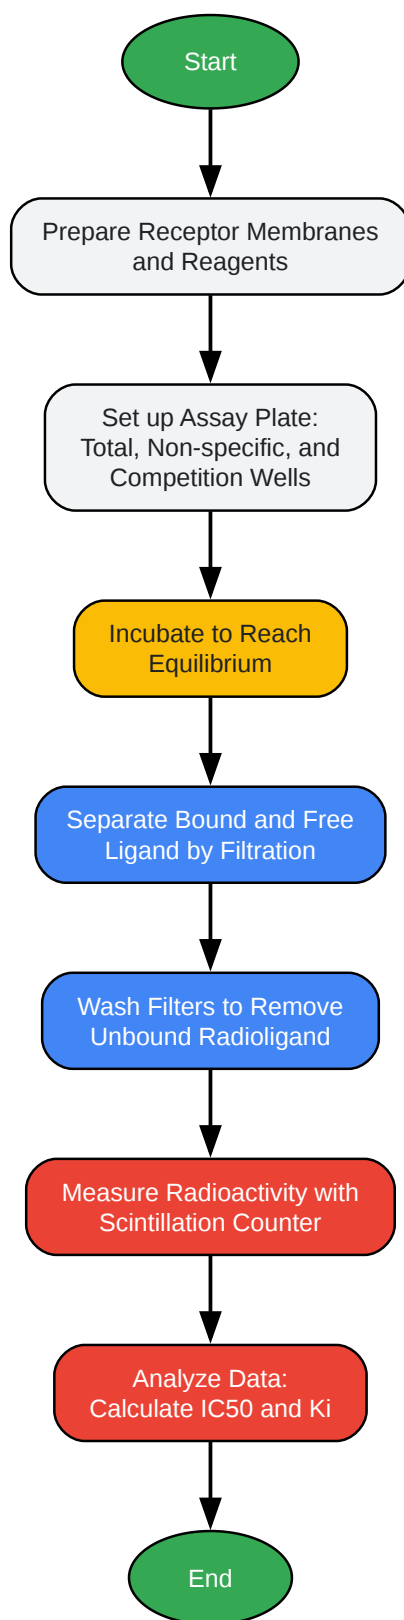 Start
Prepare Receptor Membranes
and Reagents
Set up Assay Plate:
Total, Non-specific, and
Competition Wells
Incubate to Reach
Equilibrium
Separate Bound and Free
Ligand by Filtration
Wash Filters to Remove
Unbound Radioligand
Measure Radioactivity with
Scintillation Counter
Analyze Data:
Calculate IC50 and Ki
End